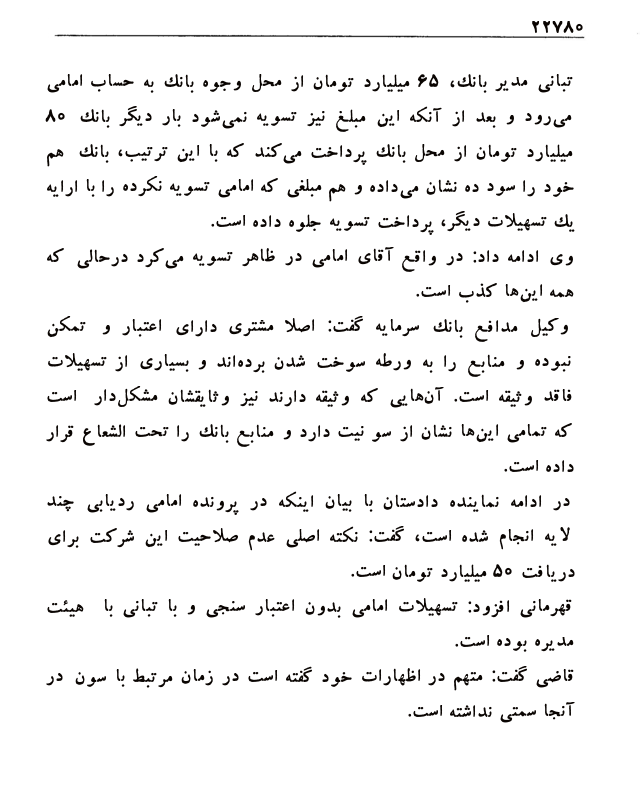 ۲۲۷۸۰
تبانی مدیر بانك، ۶۵ میلیارد تومان از محل وجوه بانك به حساب امامی
می‌رود و بعد از آنکه این مبلغ نیز تسویه نمی‌شود بار دیگر بانك ۸۰
میلیارد تومان از محل بانك پرداخت می‌کند که با این ترتیب، بانك هم
خود را سود ده نشان می‌داده و هم مبلغی که امامی تسویه نکرده را با ارایه
یك تسهیلات دیگر، پرداخت تسویه جلوه داده است.
وی ادامه داد: در واقع آقای امامی در ظاهر تسویه می‌کرد درحالی که
همه این‌ها کذب است.
وکیل مدافع بانك سرمایه گفت: اصلا مشتری دارای اعتبار و تمکن
نبوده و منابع را به ورطه سوخت شدن برده‌اند و بسیاری از تسهیلات
فاقد وثیقه است. آن‌هایی که وثیقه دارند نیز وثایقشان مشکل‌دار است
که تمامی این‌ها نشان از سو نیت دارد و منابع بانك را تحت الشعاع قرار
داده است.
در ادامه نماینده دادستان با بیان اینکه در پرونده امامی ردیابی چند
لایه انجام شده است، گفت: نکته اصلی عدم صلاحیت این شرکت برای
دریافت ۵۰ میلیارد تومان است.
قهرمانی افزود: تسهیلات امامی بدون اعتبار سنجی و با تبانی با هیئت
مدیره بوده است.
قاضی گفت: متهم در اظهارات خود گفته است در زمان مرتبط با سون در
آنجا سمتی نداشته است.